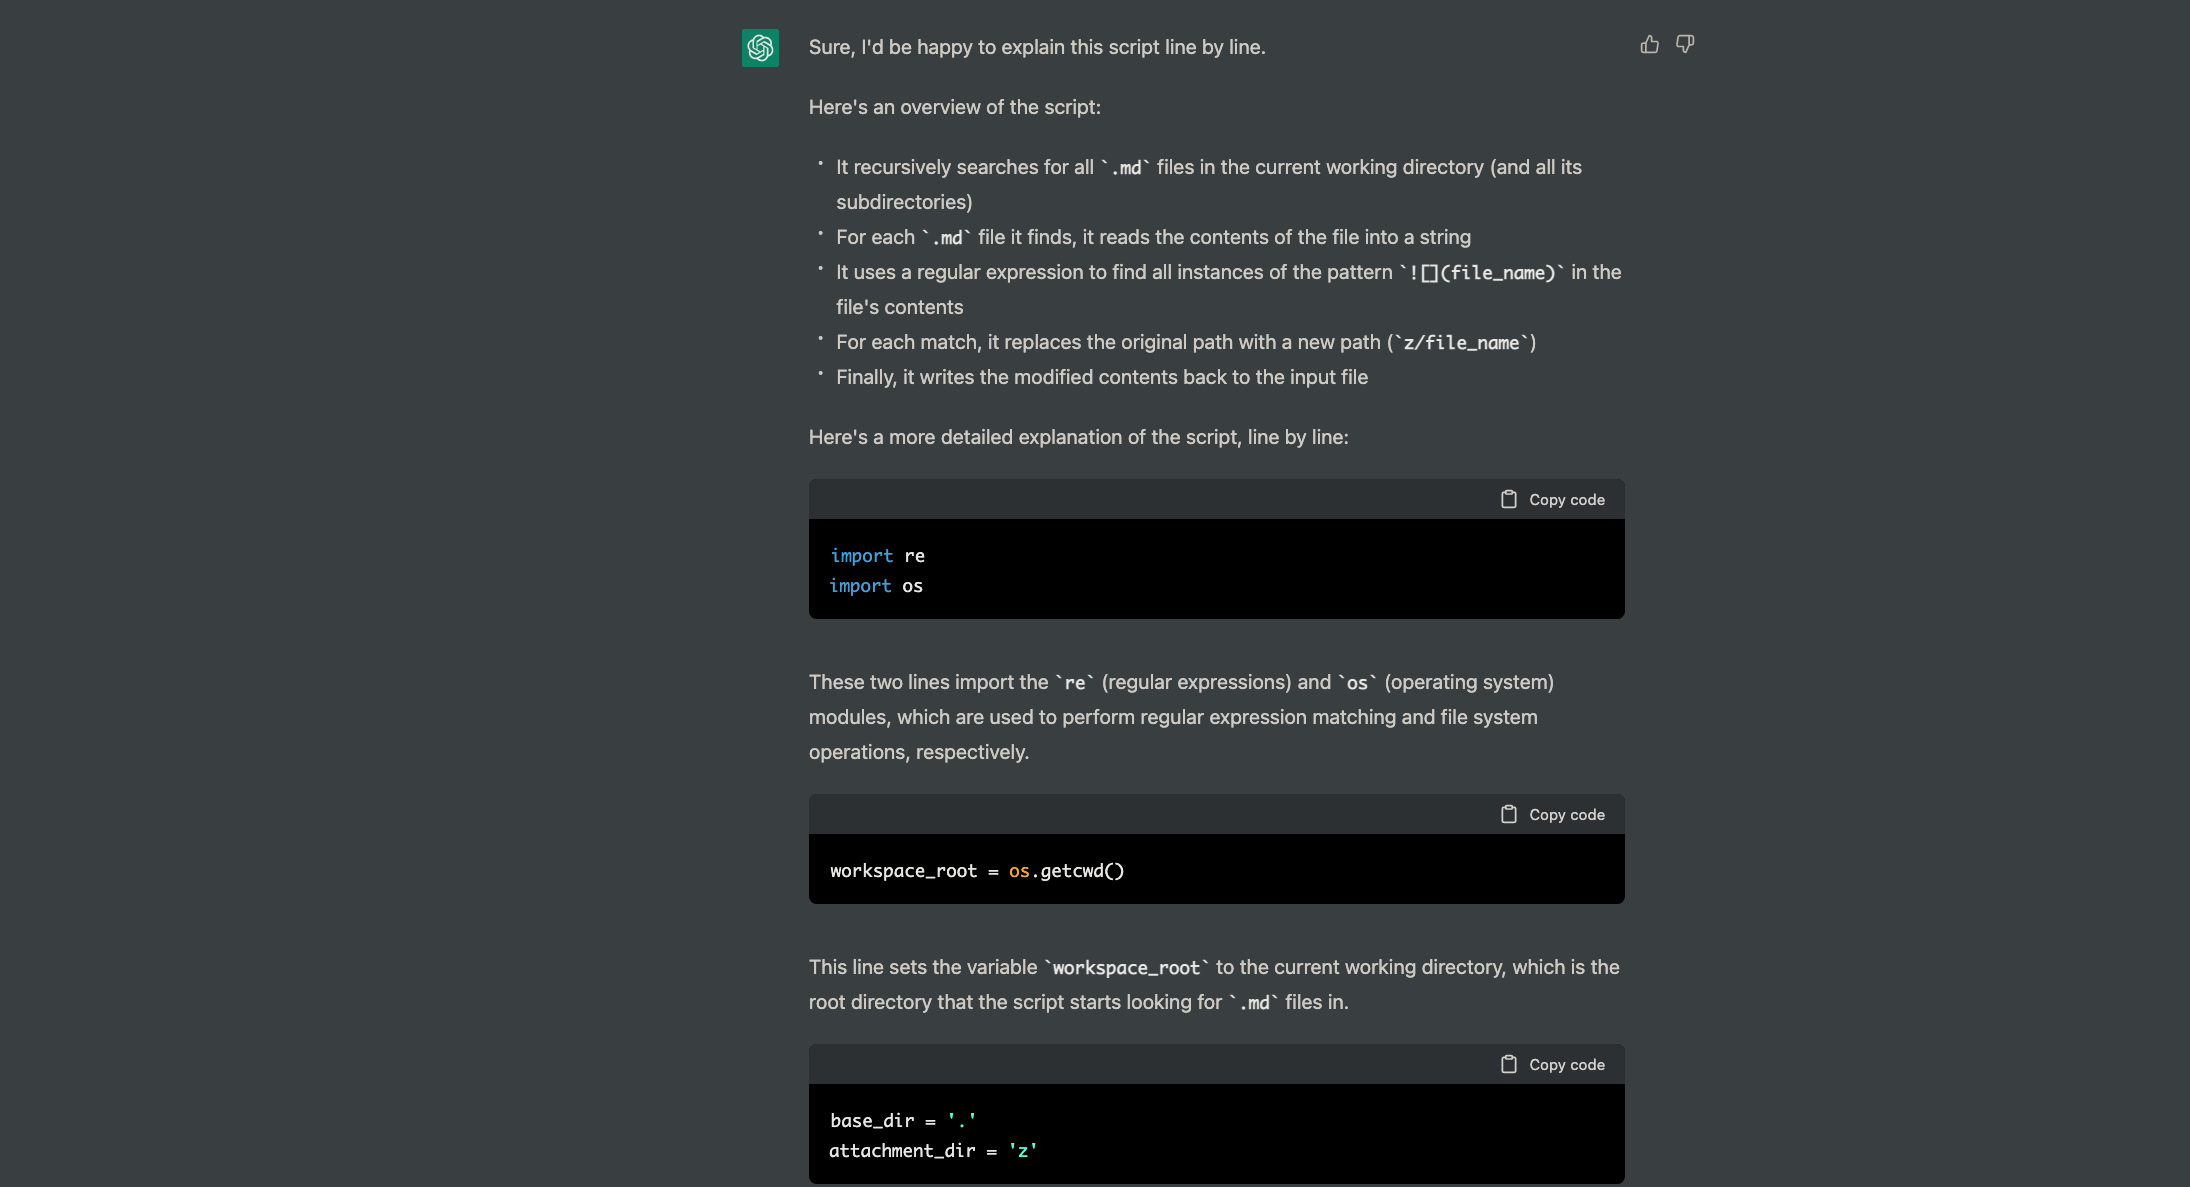 Sure, I'd be happy to explain this script line by line.
Here's an overview of the script:
• It recursively searches for all `.md` files in the current working directory (and all its
subdirectories)
• For each `.md` file it finds, it reads the contents of the file into a string
• It uses a regular expression to find all instances of the pattern `![](file_name)` in the
file's contents
• For each match, it replaces the original path with a new path (`z/file_name`)
• Finally, it writes the modified contents back to the input file
Here's a more detailed explanation of the script, line by line:
Copy code
import re
import os
These two lines import the `re` (regular expressions) and `os` (operating system)
modules, which are used to perform regular expression matching and file system
operations, respectively.
Copy code
workspace_root = os.getcwd()
This line sets the variable `workspace_root` to the current working directory, which is the
root directory that the script starts looking for `.md` files in.
Copy code
base_dir = '.'
attachment_dir = 'z'